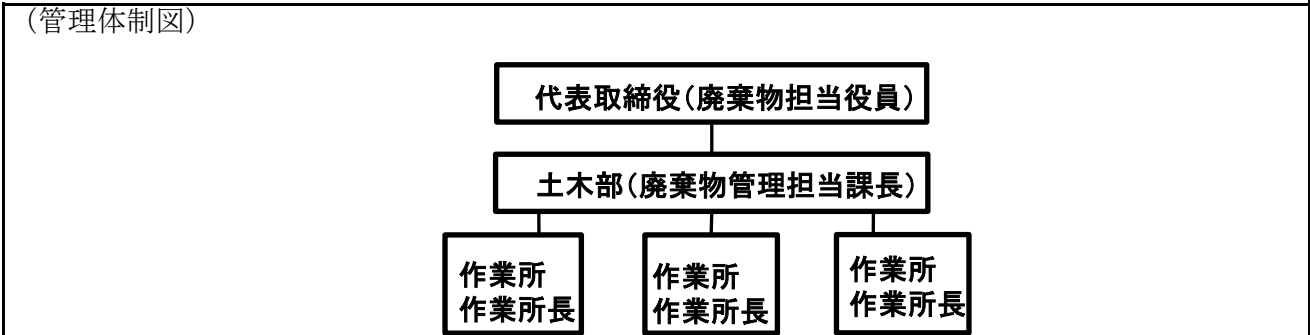 （管理体制図）
代表取締役（廃棄物担当役員）
土木部（廃棄物管理担当課長）
作業所
作業所長
作業所
作業所長
作業所
作業所長